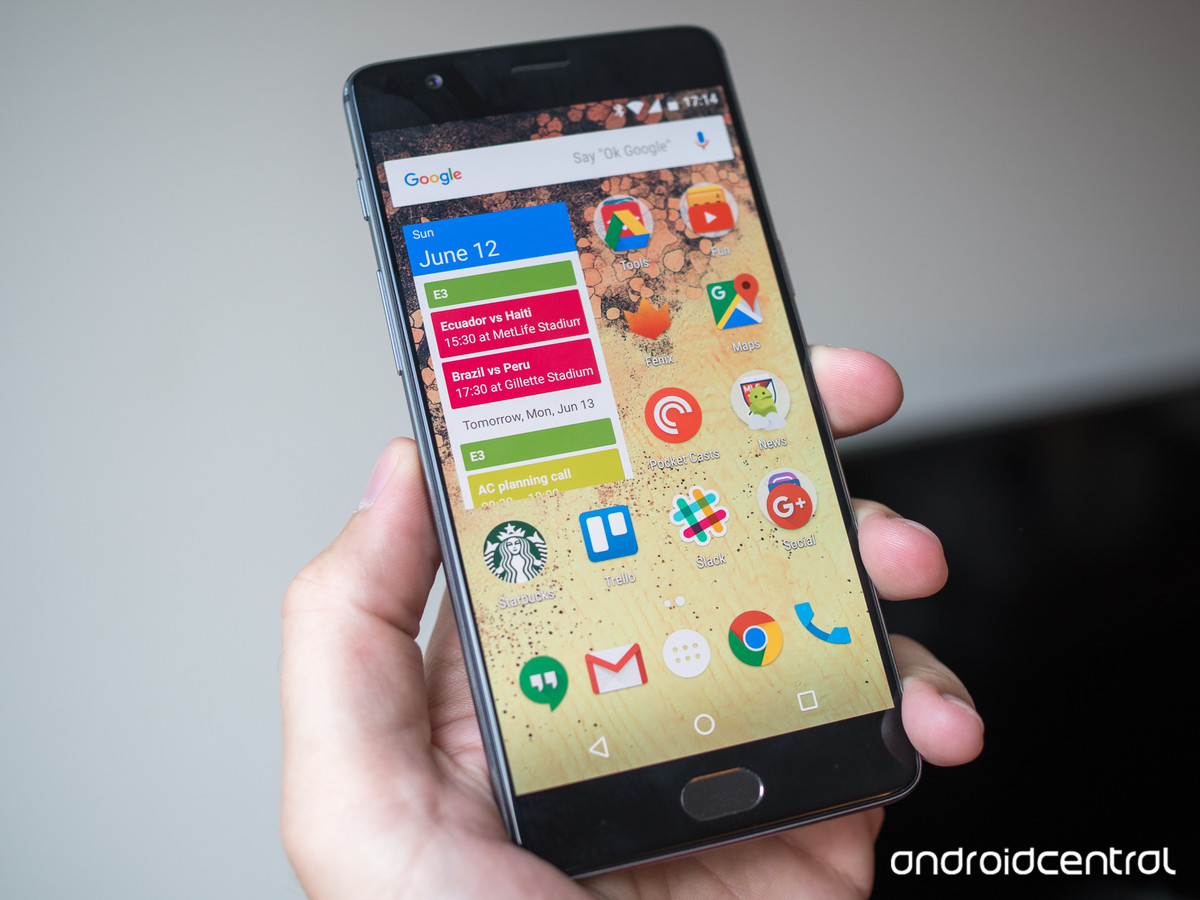 17:14
Google
Say "Ok Google"
Sun
June 12
E3
Ecuador vs Haiti
15:30 at MetLife Stadium
Brazil vs Peru
17:30 at Gillette Stadium
Tomorrow, Mon, Jun 13
E3
AC planning call
Tools
Fun
Fenix
G
Maps
Pocket Casts
MLS
News
Starbucks
Trello
Slack
G+
Social
androidcentral